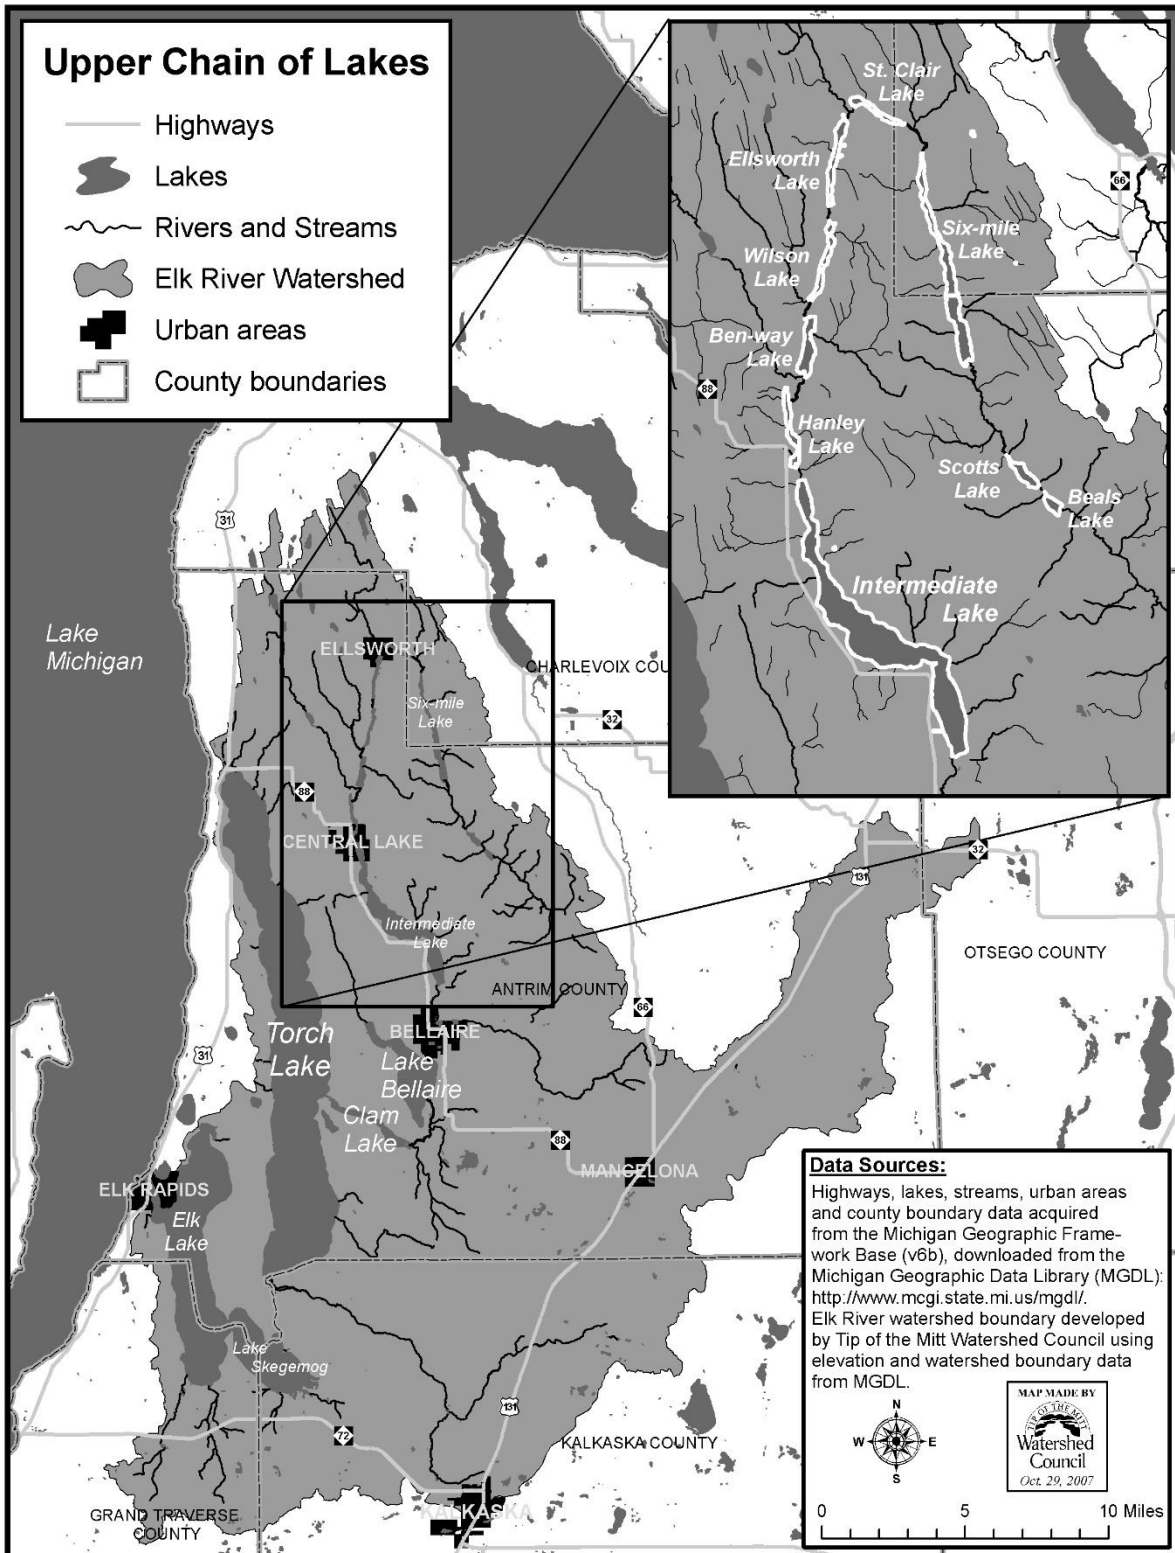 Upper Chain of Lakes
Highways
Lakes
Rivers and Streams
Elk River Watershed
Urban areas
County boundaries
St. Clair
Lake
Ellsworth
Lake
Six-mile
Lake
Wilson
Lake
Ben-way
Lake
Hanley
Lake
Scotts
Lake
Beals
Lake
Intermediate
Lake
66
88
31
Lake
Michigan
ELLSWORTH
CHARLEVOIX COU
Six-mile
Lake
32
88
CENTRAL LAKE
Intermediate
Lake
131
32
OTSEGO COUNTY
ANTRIM COUNTY
66
BELLAIRE
Torch
Lake
31
Lake
Bellaire
Clam
Lake
88
MANCELONA
ELK RAPIDS
Elk
Lake
Lake
Skegemog
131
72
KALKASKA COUNTY
GRAND TRAVERSE
COUNTY
KALKASKA
Data Sources:
Highways, lakes, streams, urban areas
and county boundary data acquired
from the Michigan Geographic Frame-
work Base (v6b), downloaded from the
Michigan Geographic Data Library (MGDL):
http://www.mcgi.state.mi.us/mgdl/.
Elk River watershed boundary developed
by Tip of the Mitt Watershed Council using
elevation and watershed boundary data
from MGDL.
N
W E
S
MAP MADE BY
TIP OF THE MITT
Watershed
Council
Oct. 29, 2007
0 5 10 Miles